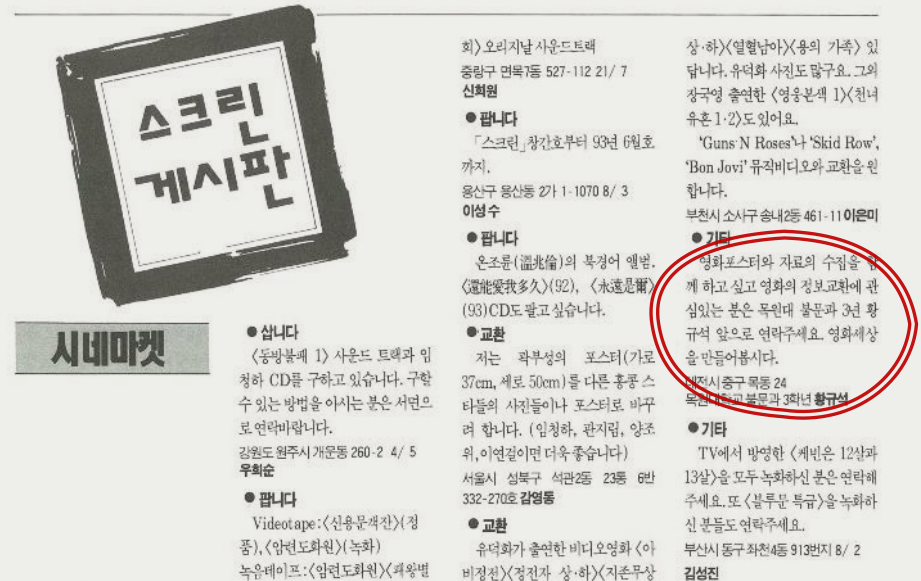 스크린
게시판
시네마켓
● 삽니다
〈동방불패 1〉 사운드 트랙과 임
청하 CD를 구하고 있습니다. 구할
수 있는 방법을 아시는 분은 서면으
로 연락바랍니다.
강원도 원주시 개운동 260-2 4/5
우희순
● 팝니다
Videotape:〈신용문객잔〉(정
품),〈암련도화원〉(녹화)
녹음테이프:〈암련도화원〉〈패왕별
회〉오리지날 사운드트랙
중랑구 면목7동 527-112 21/7
신희원
● 팝니다
「스크린」창간호부터 93년 6월호
까지.
용산구 용산동 2가 1-1070 8/3
이성수
● 팝니다
온조륜(溫兆倫)의 북경어 앨범.
〈還能愛我多久〉(92), 〈永遠是爾〉
(93)CD도 팔고 싶습니다.
● 교환
저는 곽부성의 포스터(가로
37cm, 세로 50cm)를 다른 홍콩 스
타들의 사진들이나 포스터로 바꾸
려 합니다. (임청하, 관지림, 양조
위, 이연걸이면 더욱 좋습니다)
서울시 성북구 석관2동 23통 6반
332-270호 감영동
● 교환
유덕화가 출연한 비디오영화 〈아
비정전〉〈정전자 상·하〉〈지존무상
상·하〉〈열혈남아〉〈용의 가족〉 있
답니다. 유덕화 사진도 많구요. 그외
장국영 출연한 〈영웅본색 1〉〈천녀
유혼 1·2〉도 있어요.
'Guns N Roses'나 'Skid Row',
'Bon Jovi' 뮤직비디오와 교환을 원
합니다.
부천시 소사구 송내2동 461-11 이은미
● 기타
영화포스터와 자료의 수집을 함
께 하고 싶고 영화의 정보교환에 관
심있는 분은 목원대 불문과 3년 황
규석 앞으로 연락주세요. 영화세상
을 만들어봅시다.
대전시 중구 목동 24
목원대학교 불문과 3학년 황규석
● 기타
TV에서 방영한 〈케빈은 12살과
13살〉을 모두 녹화하신 분은 연락해
주세요. 또 〈블루문 특급〉을 녹화하
신 분들도 연락주세요.
부산시 동구 좌천4동 913번지 8/2
김성진